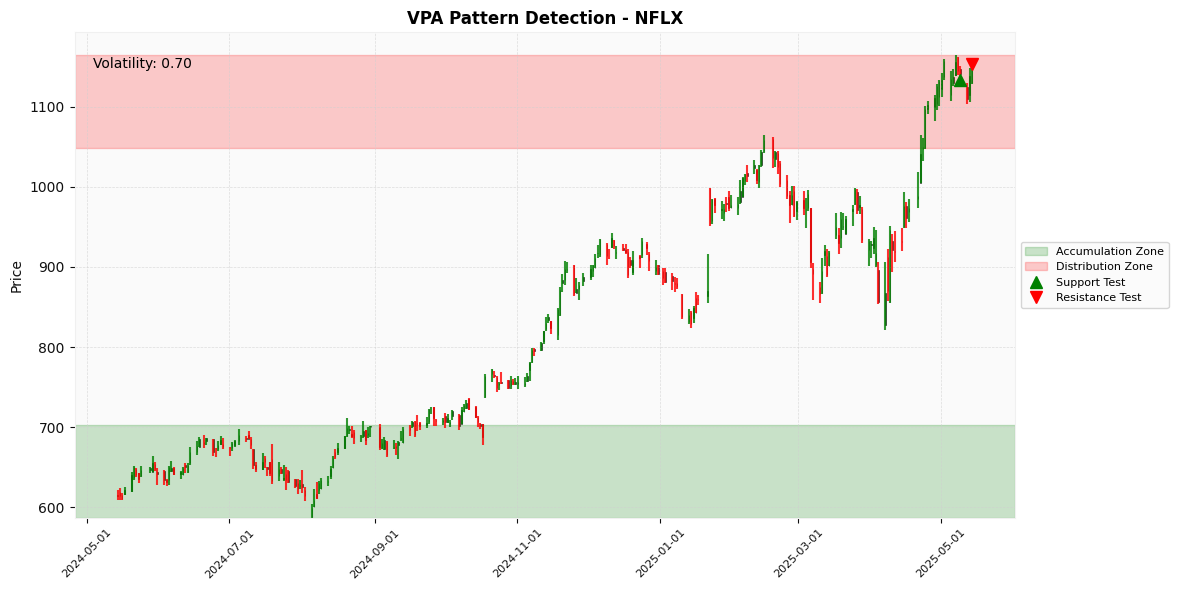 VPA Pattern Detection - NFLX
Volatility: 0.70
Price
1100
1000
900
800
700
600
2024-05-01
2024-07-01
2024-09-01
2024-11-01
2025-01-01
2025-03-01
2025-05-01
Accumulation Zone
Distribution Zone
Support Test
Resistance Test